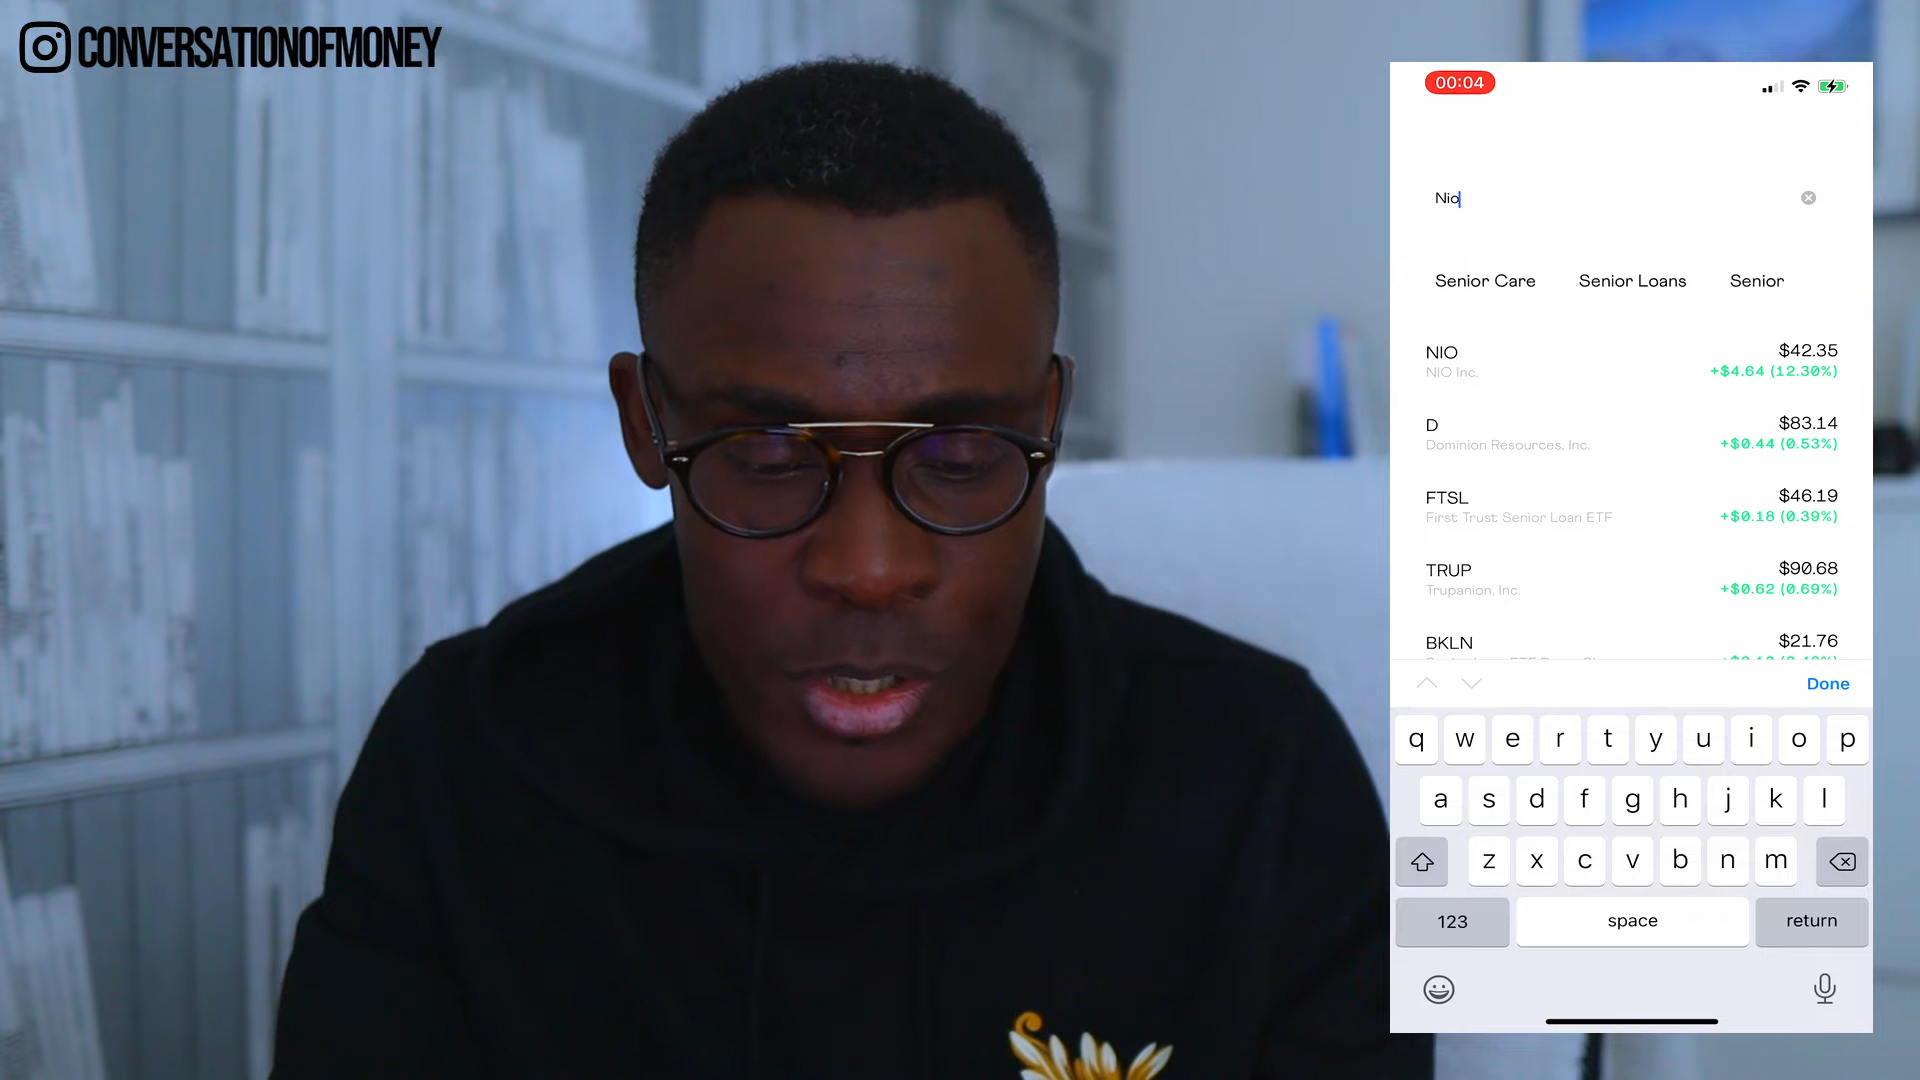 CONVERSATIONOFMONEY
00:04
Nio
Senior Care Senior Loans Senior
NIO $42.35
NIO Inc. +$4.64 (12.30%)
D $83.14
Dominion Resources, Inc. +$0.44 (0.53%)
FTSL $46.19
First Trust Senior Loan ETF +$0.18 (0.39%)
TRUP $90.68
Trupanion, Inc. +$0.62 (0.69%)
BKLN $21.76
Done
q w e r t y u i o p
a s d f g h j k l
z x c v b n m
123 space return